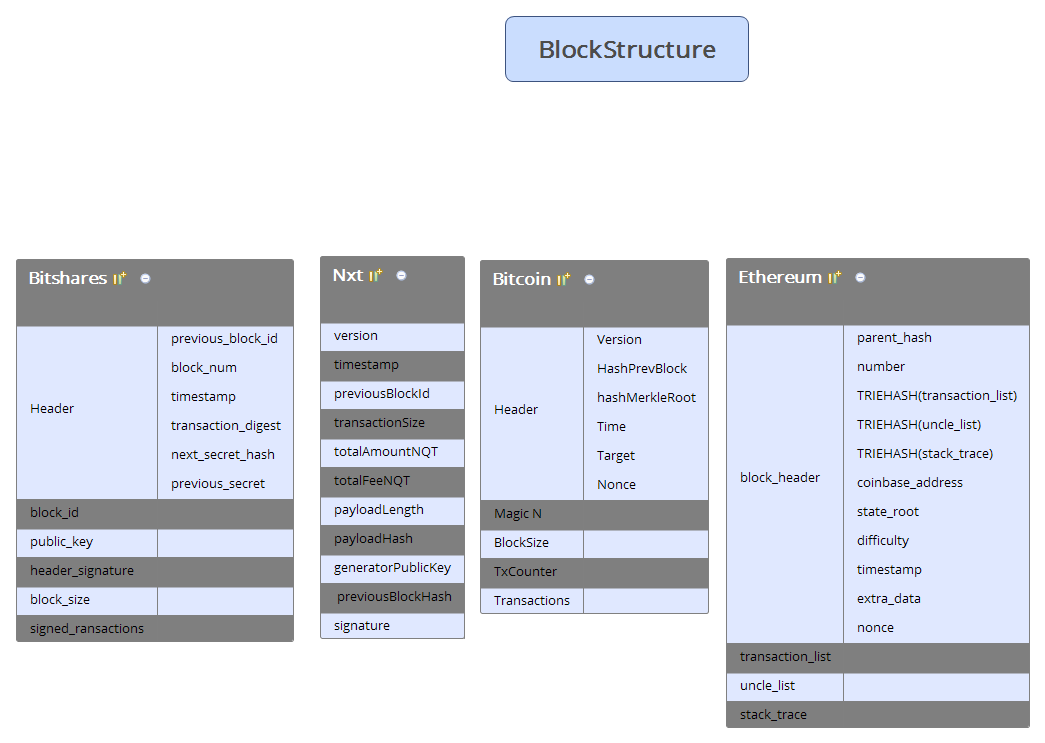 BlockStructure
Bitshares
Header
previous_block_id
block_num
timestamp
transaction_digest
next_secret_hash
previous_secret
block_id
public_key
header_signature
block_size
signed_ransactions
Nxt
version
timestamp
previousBlockId
transactionSize
totalAmountNQT
totalFeeNQT
payloadLength
payloadHash
generatorPublicKey
previousBlockHash
signature
Bitcoin
Header
Version
HashPrevBlock
hashMerkleRoot
Time
Target
Nonce
Magic N
BlockSize
TxCounter
Transactions
Ethereum
block_header
parent_hash
number
TRIEHASH(transaction_list)
TRIEHASH(uncle_list)
TRIEHASH(stack_trace)
coinbase_address
state_root
difficulty
timestamp
extra_data
nonce
transaction_list
uncle_list
stack_trace